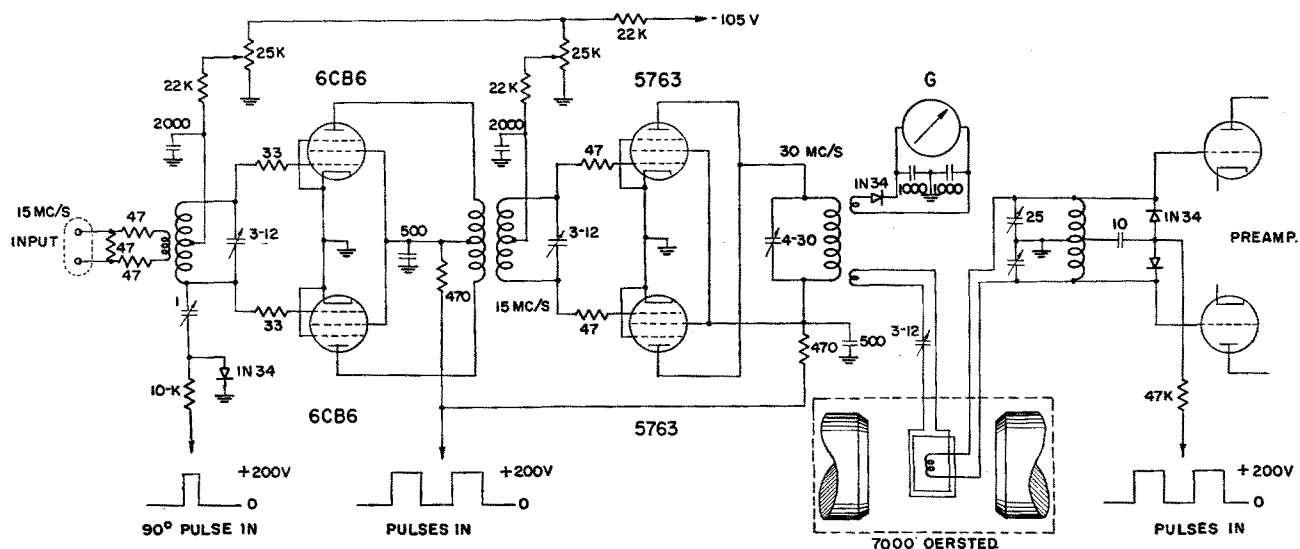 -105 V
22K
25K
25K
6CB6
5763
G
22K
22K
2000
2000
33
47
30 MC/S
1N34
1000
1000
15 MC/S
INPUT
47
47
47
3-12
500
3-12
4-30
25
10
1N34
PREAMP.
1
33
470
15 MC/S
47
470
500
3-12
1N34
10-K
47K
6CB6
5763
+200V
0
+200V
0
+200V
0
90° PULSE IN
PULSES IN
7000 OERSTED
PULSES IN